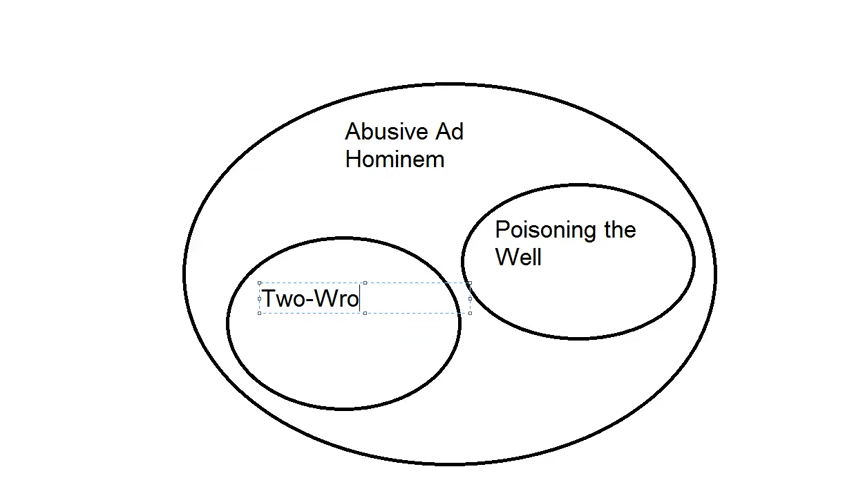 Abusive Ad
Hominem
Poisoning the
Well
Two-Wro